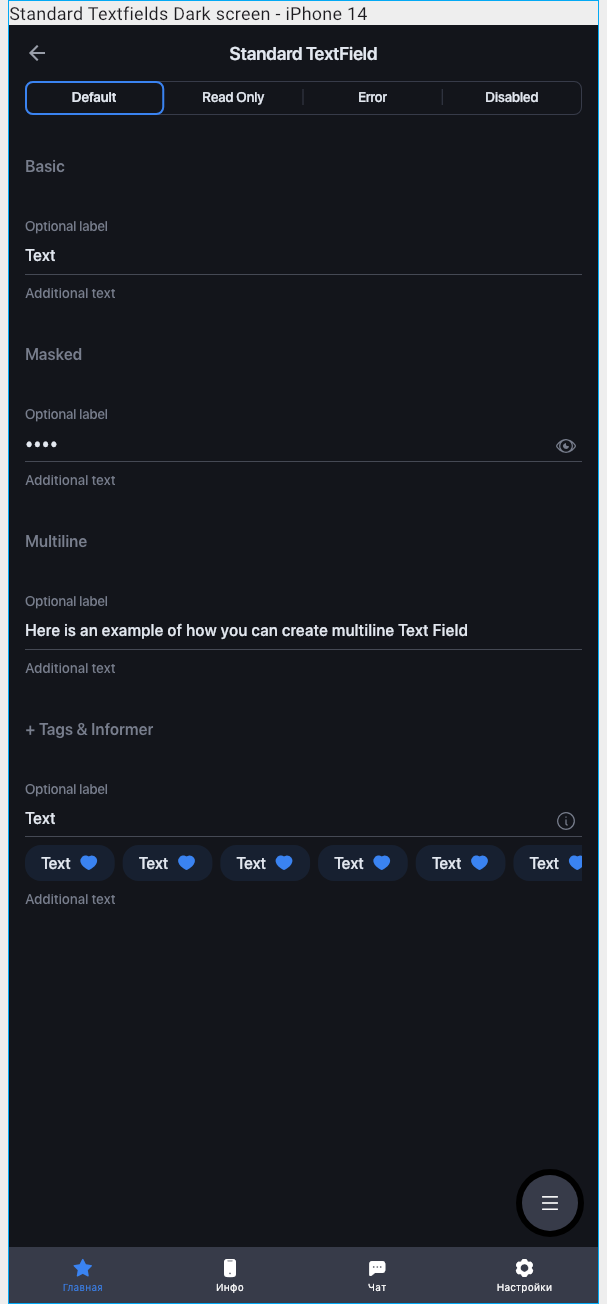 Standard Textfields Dark screen - iPhone 14
Standard TextField
Default Read Only Error Disabled
Basic
Optional label
Text
Additional text
Masked
Optional label
••••
Additional text
Multiline
Optional label
Here is an example of how you can create multiline Text Field
Additional text
+ Tags & Informer
Optional label
Text
Text Text Text Text Text Text
Additional text
Главная Инфо Чат Настройки